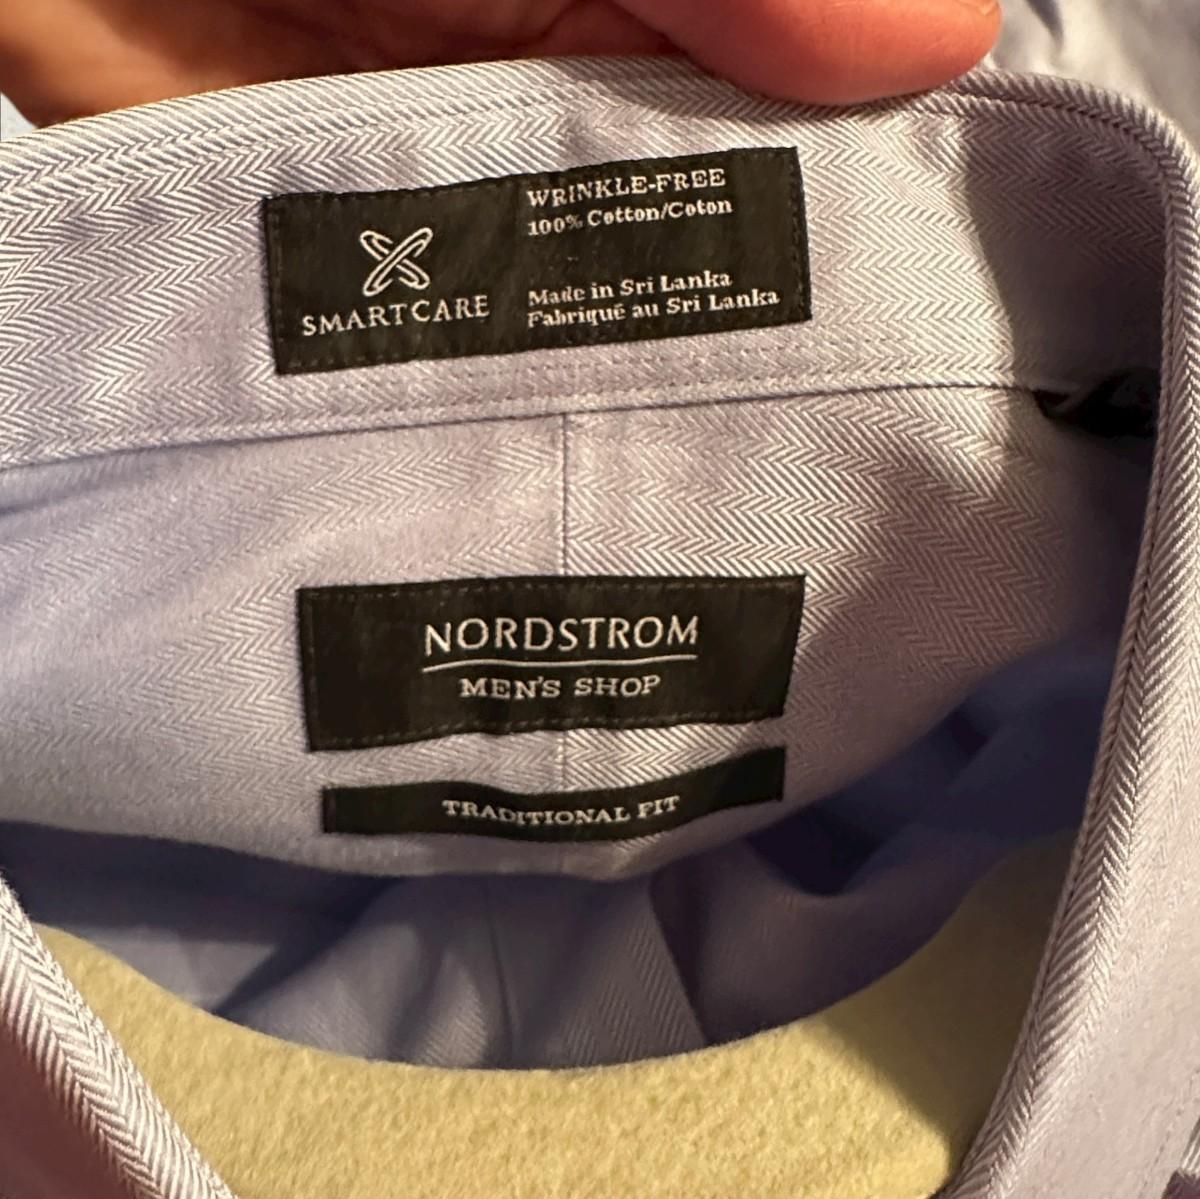 WRINKLE-FREE
100% Cotton/Coton
SMARTCARE
Made in Sri Lanka
Fabriqué au Sri Lanka
NORDSTROM
MEN'S SHOP
TRADITIONAL FIT